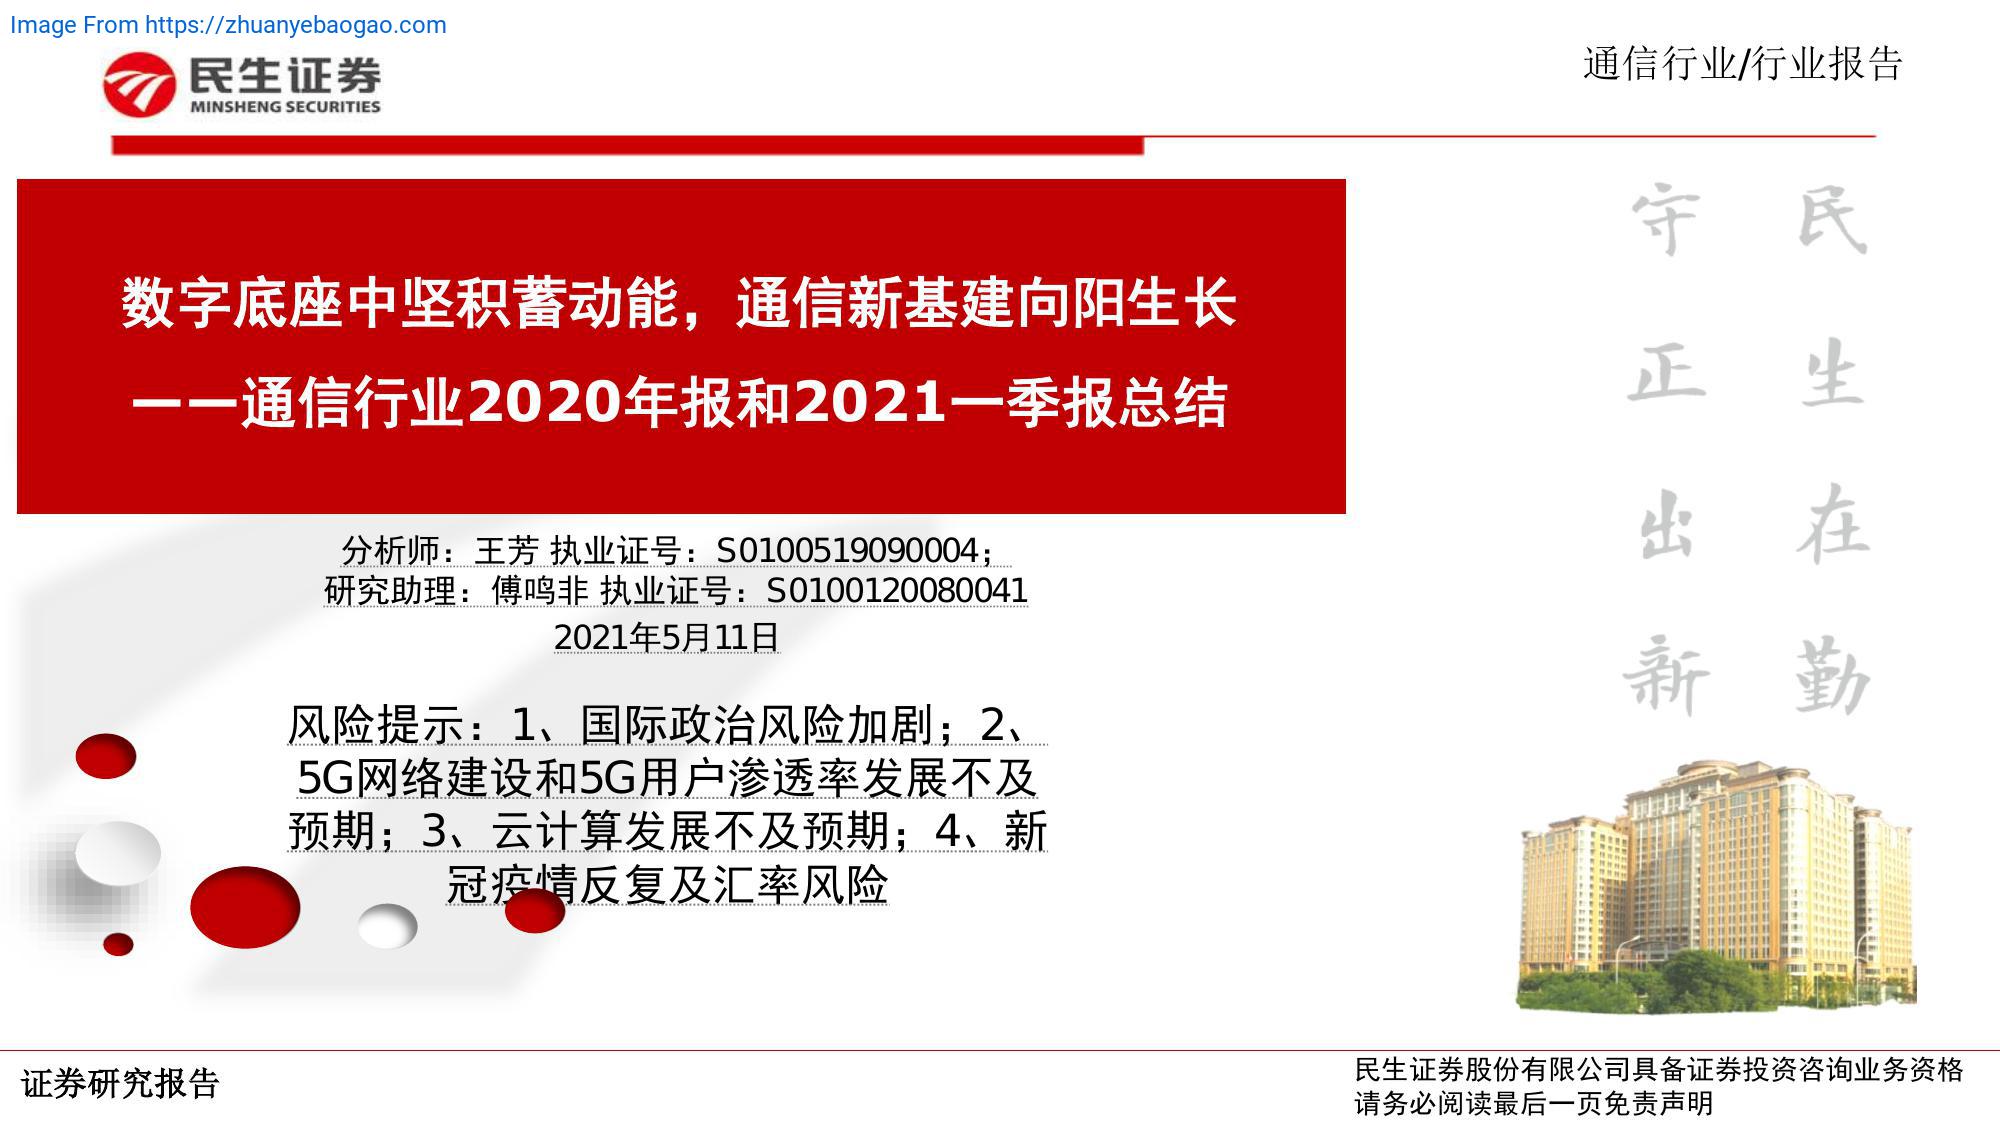 Image From https://zhuanyebaogao.com
民生证券
MINSHENG SECURITIES
通信行业/行业报告
数字底座中坚积蓄动能，通信新基建向阳生长
——通信行业2020年报和2021一季报总结
分析师：王芳 执业证号：S0100519090004；
研究助理：傅鸣非 执业证号：S0100120080041
2021年5月11日
风险提示：1、国际政治风险加剧；2、
5G网络建设和5G用户渗透率发展不及
预期；3、云计算发展不及预期；4、新
冠疫情反复及汇率风险
民生在勤
守正出新
证券研究报告
民生证券股份有限公司具备证券投资咨询业务资格
请务必阅读最后一页免责声明